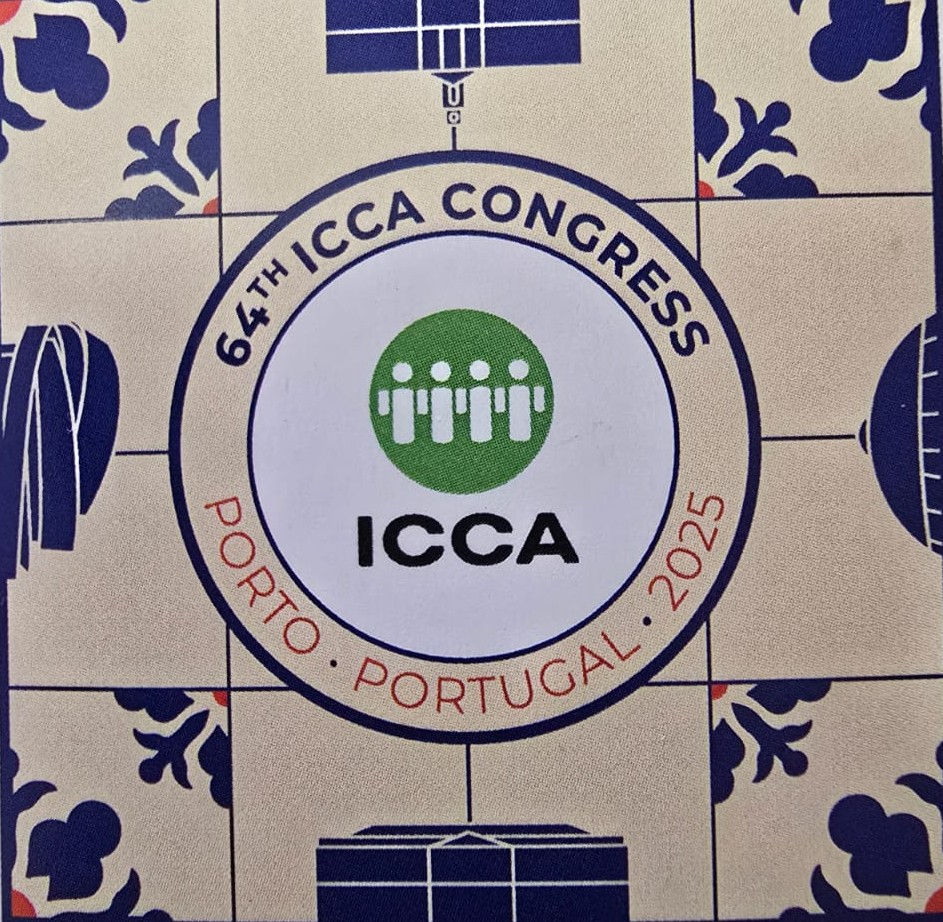 64TH ICCA CONGRESS
ICCA
PORTO · PORTUGAL · 2025